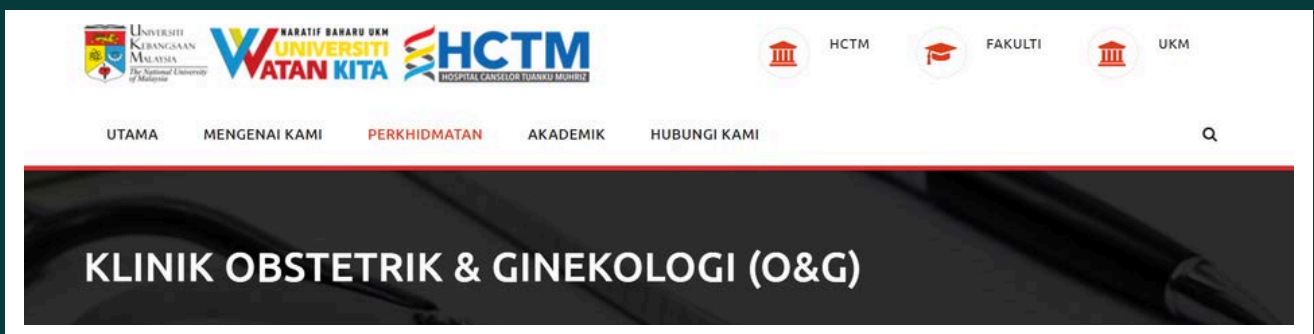 UNIVERSITI
KEBANGSAAN
MALAYSIA
The National University
of Malaysia
NARATIF BAHARU UKM
UNIVERSITI
WATAN KITA
HCTM
HOSPITAL CANSELOR TUANKU MUHRIZ
HCTM
FAKULTI
UKM
UTAMA MENGENAI KAMI PERKHIDMATAN AKADEMIK HUBUNGI KAMI
KLINIK OBSTETRIK & GINEKOLOGI (O&G)